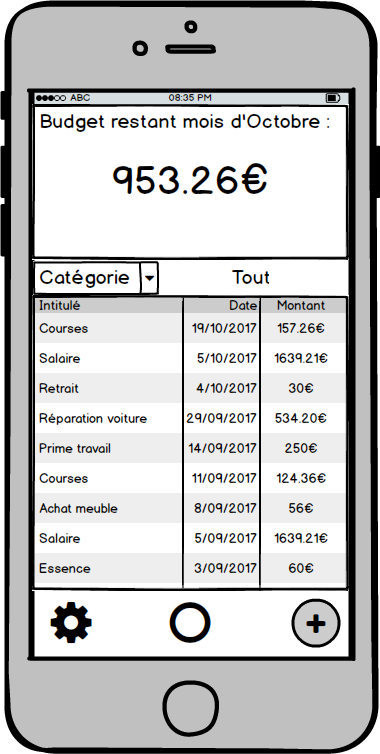 ABC 08:35 PM
Budget restant mois d'Octobre :
953.26€
Catégorie Tout
Intitulé Date Montant
Courses 19/10/2017 157.26€
Salaire 5/10/2017 1639.21€
Retrait 4/10/2017 30€
Réparation voiture 29/09/2017 534.20€
Prime travail 14/09/2017 250€
Courses 11/09/2017 124.36€
Achat meuble 8/09/2017 56€
Salaire 5/09/2017 1639.21€
Essence 3/09/2017 60€